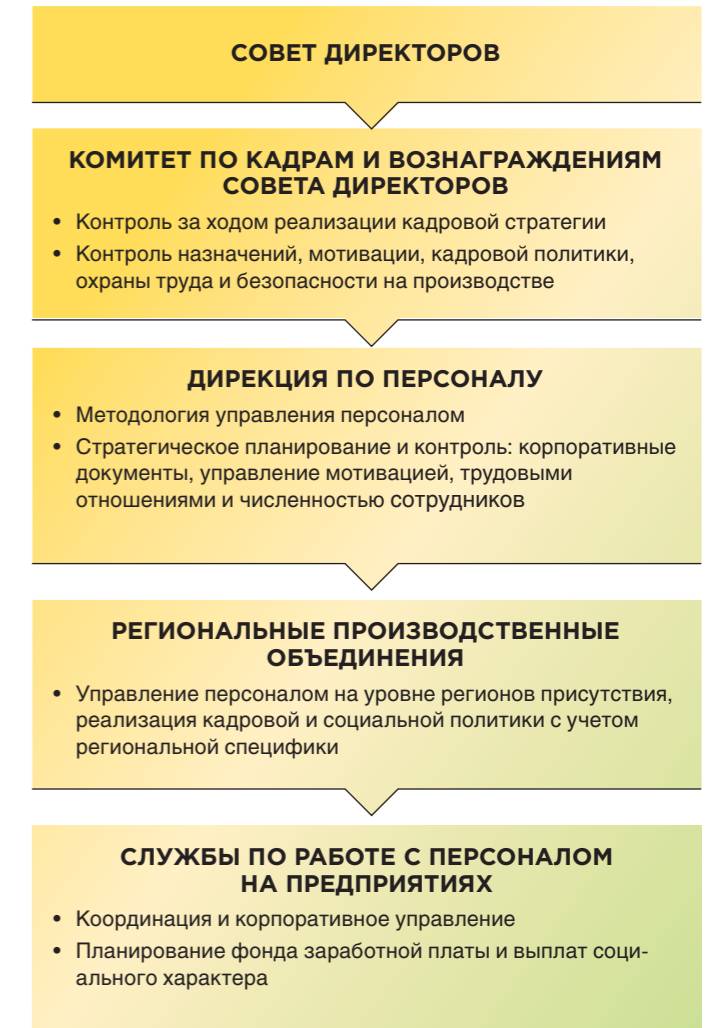 СОВЕТ ДИРЕКТОРОВ
КОМИТЕТ ПО КАДРАМ И ВОЗНАГРАЖДЕНИЯМ
СОВЕТА ДИРЕКТОРОВ
• Контроль за ходом реализации кадровой стратегии
• Контроль назначений, мотивации, кадровой политики,
охраны труда и безопасности на производстве
ДИРЕКЦИЯ ПО ПЕРСОНАЛУ
• Методология управления персоналом
• Стратегическое планирование и контроль: корпоративные
документы, управление мотивацией, трудовыми
отношениями и численностью сотрудников
РЕГИОНАЛЬНЫЕ ПРОИЗВОДСТВЕННЫЕ
ОБЪЕДИНЕНИЯ
• Управление персоналом на уровне регионов присутствия,
реализация кадровой и социальной политики с учетом
региональной специфики
СЛУЖБЫ ПО РАБОТЕ С ПЕРСОНАЛОМ
НА ПРЕДПРИЯТИЯХ
• Координация и корпоративное управление
• Планирование фонда заработной платы и выплат соци-
ального характера